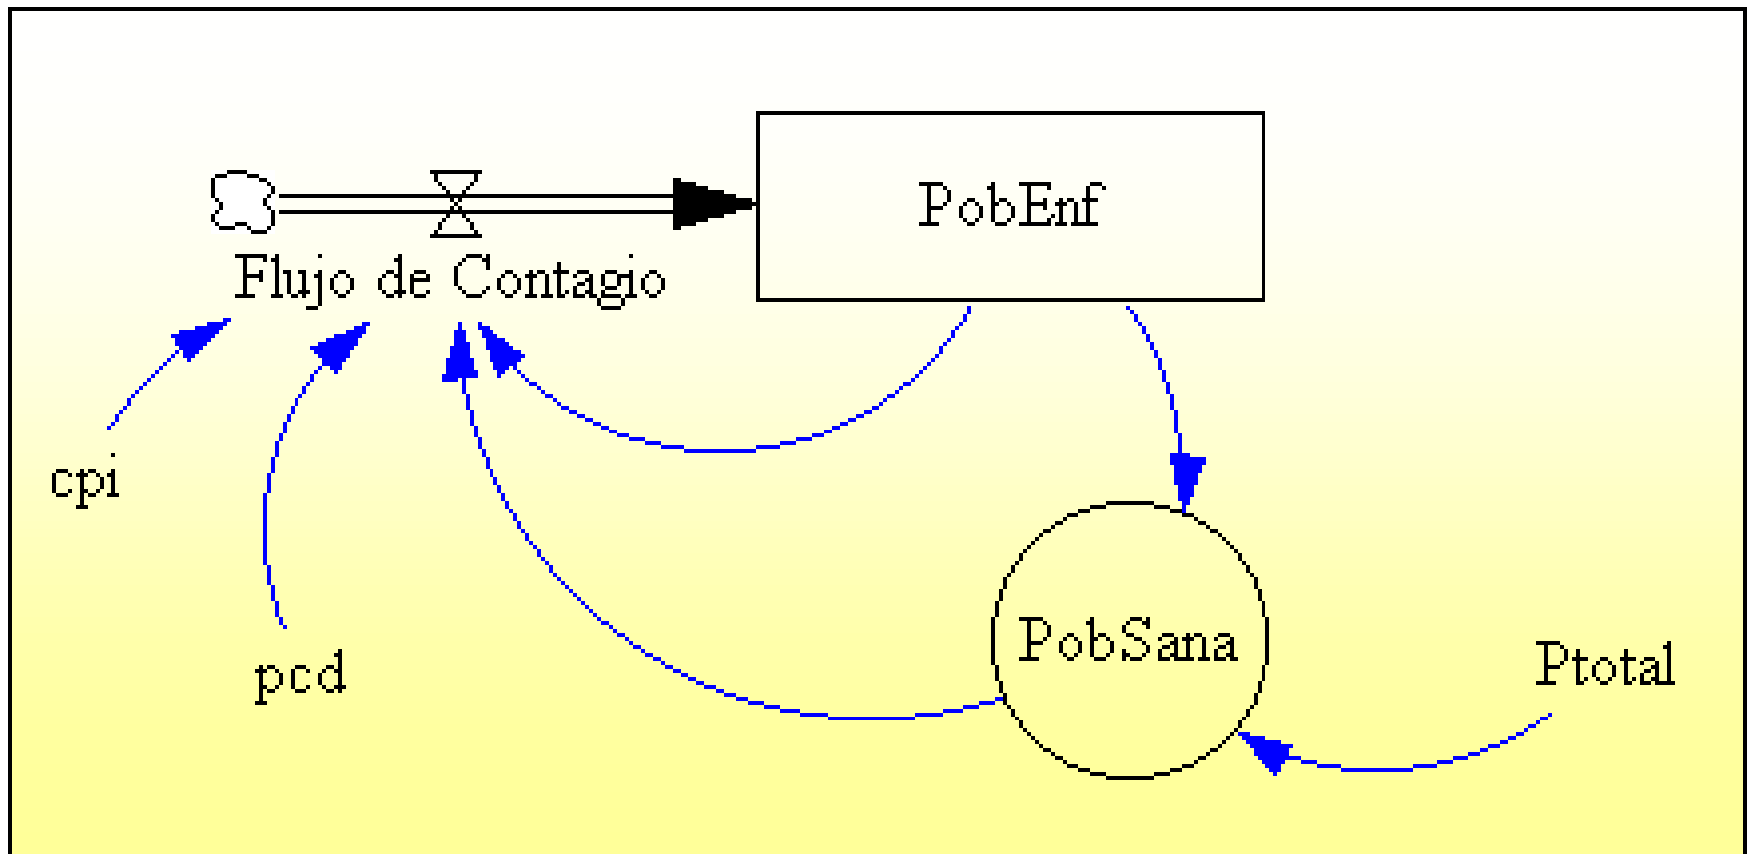 PobEnf
Flujo de Contagio
cpi
pcd
PobSana
Ptotal